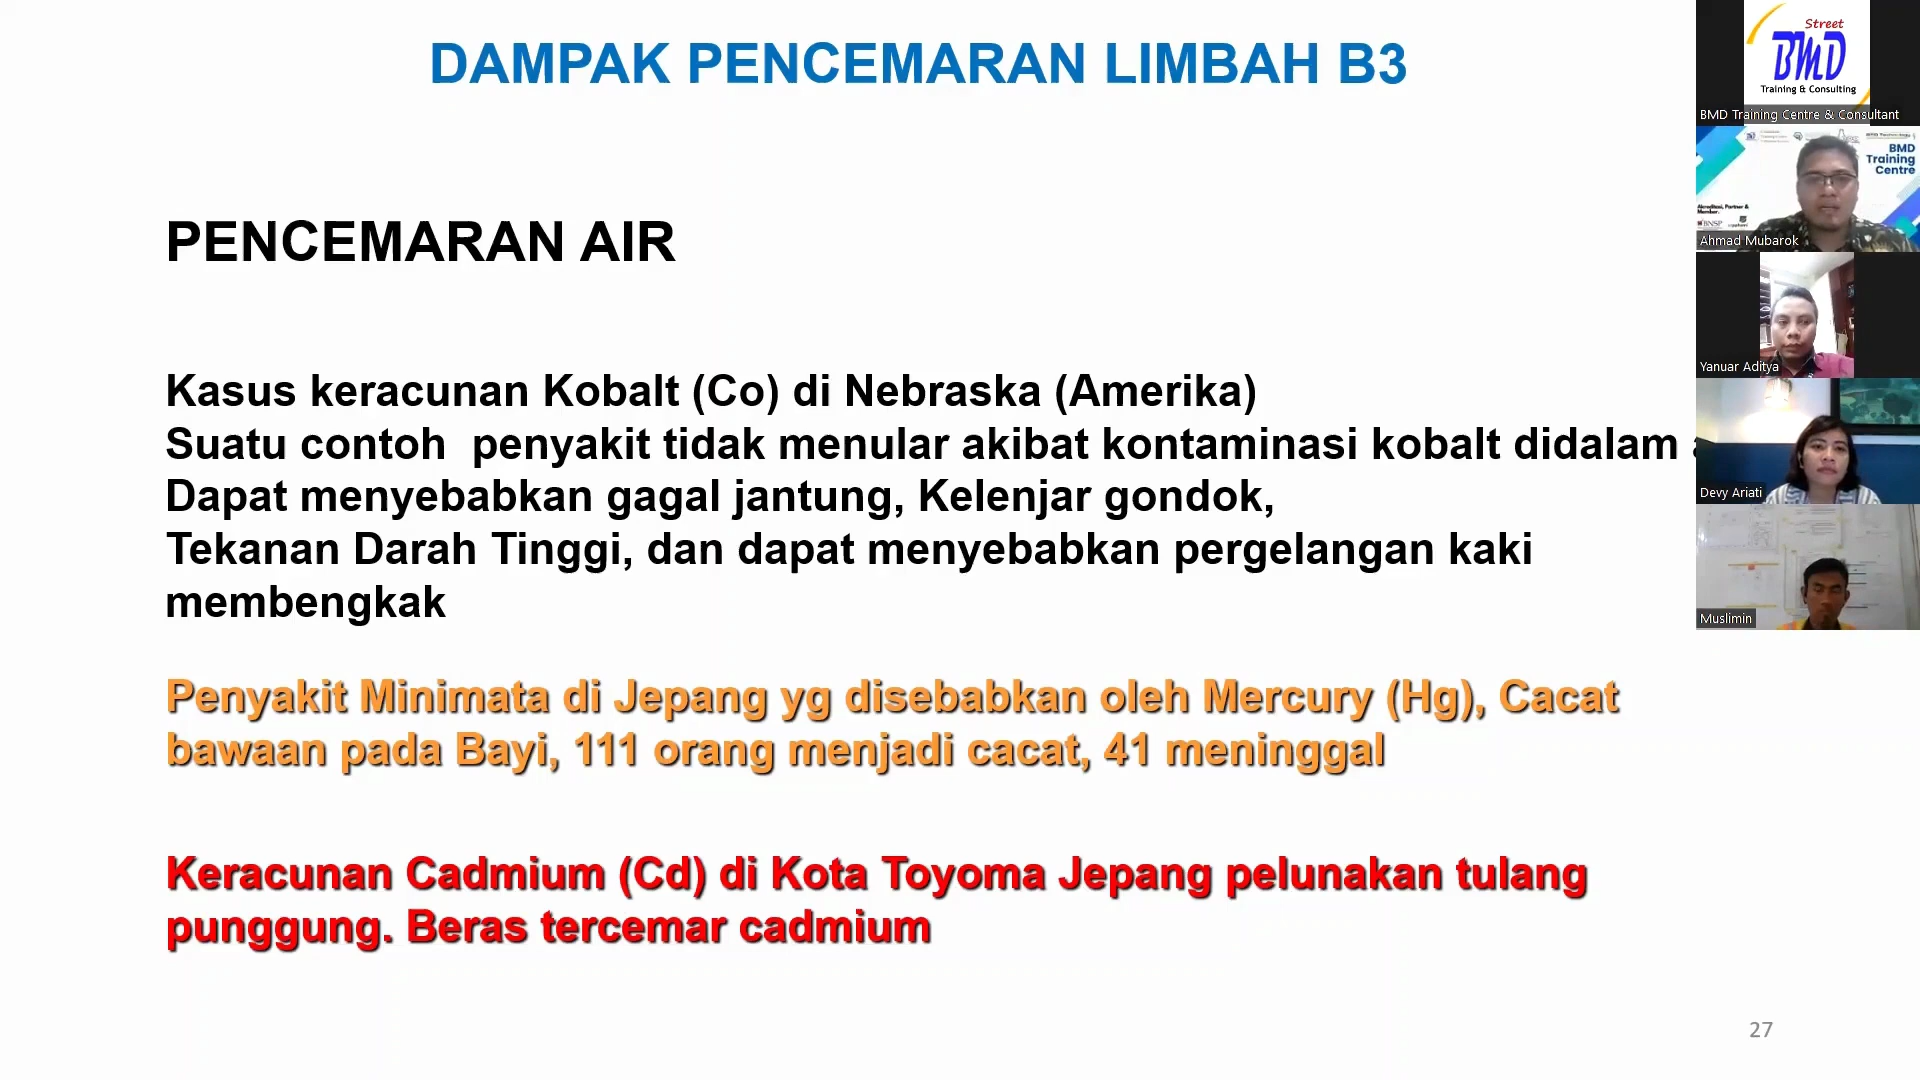 DAMPAK PENCEMARAN LIMBAH B3
PENCEMARAN AIR
Kasus keracunan Kobalt (Co) di Nebraska (Amerika)
Suatu contoh penyakit tidak menular akibat kontaminasi kobalt didalam
Dapat menyebabkan gagal jantung, Kelenjar gondok,
Tekanan Darah Tinggi, dan dapat menyebabkan pergelangan kaki
membengkak
Penyakit Minimata di Jepang yg disebabkan oleh Mercury (Hg), Cacat
bawaan pada Bayi, 111 orang menjadi cacat, 41 meninggal
Keracunan Cadmium (Cd) di Kota Toyoma Jepang pelunakan tulang
punggung. Beras tercemar cadmium
27
Street
BMD
Training & Consulting
BMD Training Centre & Consultant
BMD
Training
Centre
Akreditasi, Partner &
Member.
BNSP
Ahmad Mubarok
Yanuar Aditya
Devy Ariati
Muslimin